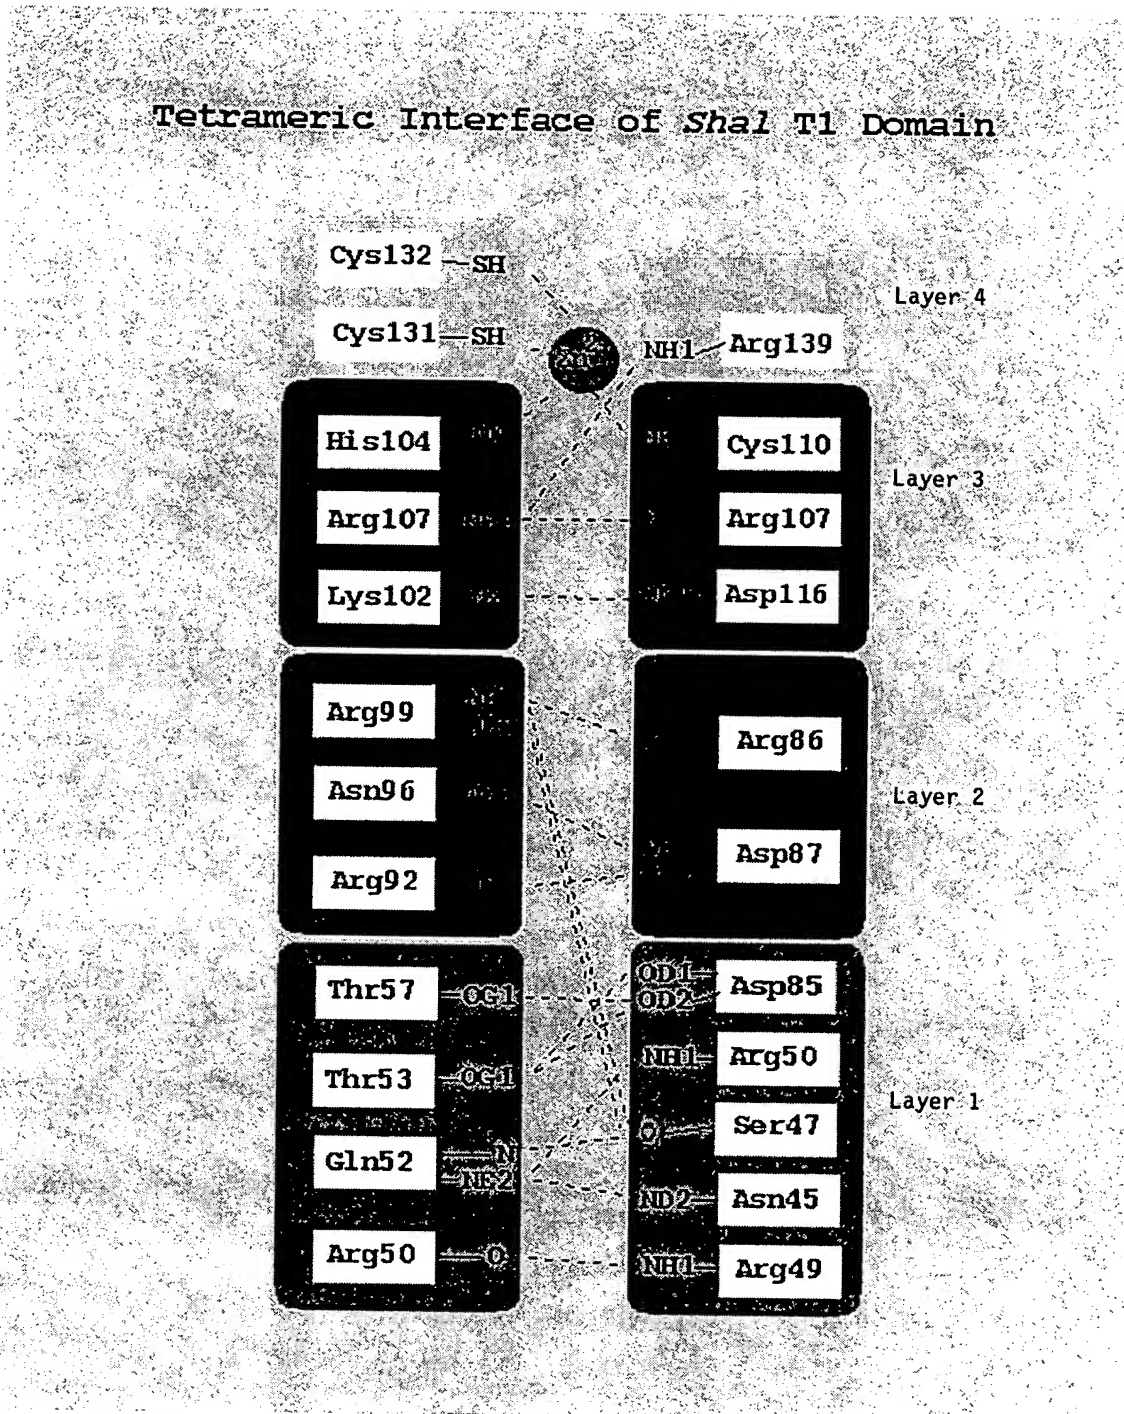 Tetrameric Interface of Shal T1 Domain
Cys132 SH
Layer 4
Cys131 SH
NH1 Arg139
His104
Cys110
Layer 3
Arg107
Arg107
Lys102
Asp116
Arg99
Arg86
Asn96
Layer 2
Arg92
Asp87
Thr57 OG1
OD1 Asp85
OD2
Thr53 OG1
NH1 Arg50
Layer 1
Gln52 N
NE2
O Ser47
ND2 Asn45
Arg50 O
NH1 Arg49